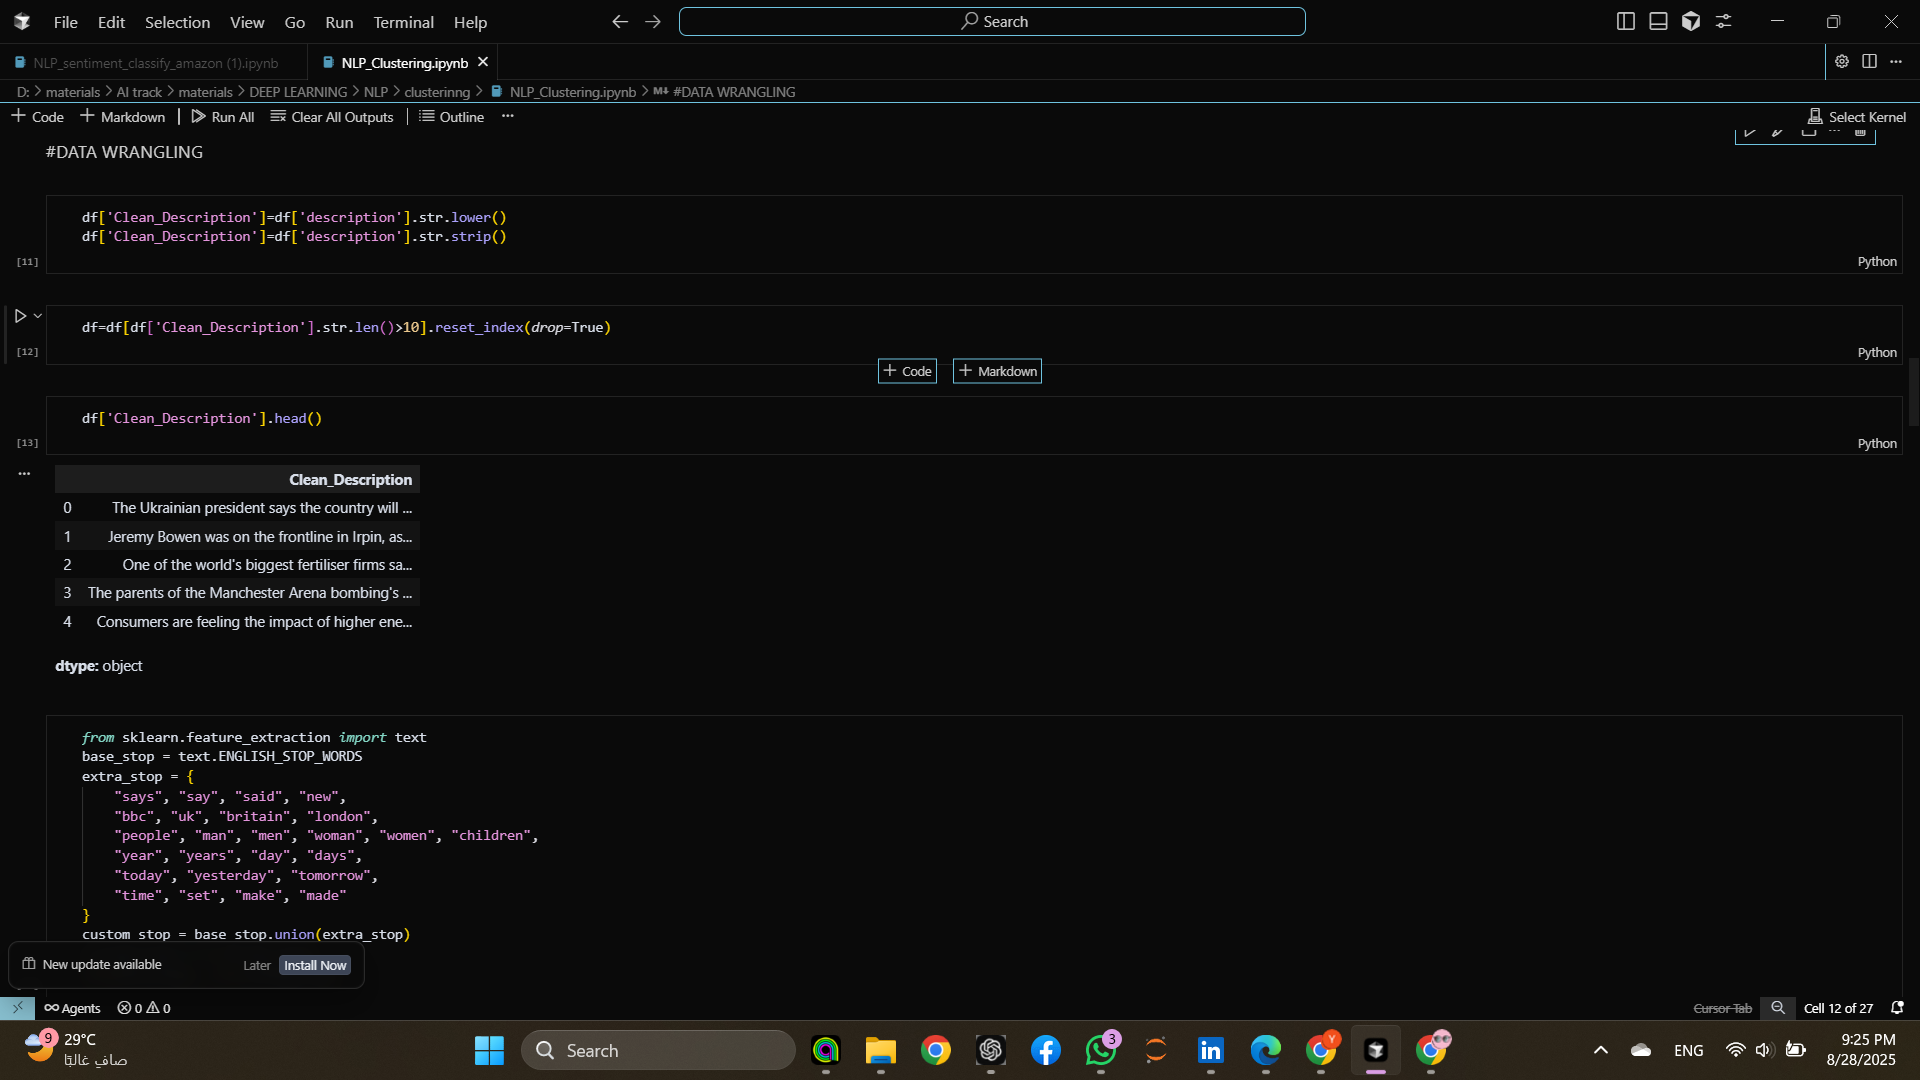 File Edit Selection View Go Run Terminal Help
Search
NLP_sentiment_classify_amazon (1).ipynb
NLP_Clustering.ipynb
D: > materials > AI track > materials > DEEP LEARNING > NLP > clusterinng > NLP_Clustering.ipynb > M↓ #DATA WRANGLING
+ Code + Markdown | Run All Clear All Outputs | Outline ...
Select Kernel
#DATA WRANGLING
df['Clean_Description']=df['description'].str.lower()
df['Clean_Description']=df['description'].str.strip()
[11]
Python
df=df[df['Clean_Description'].str.len()>10].reset_index(drop=True)
[12]
Python
+ Code + Markdown
df['Clean_Description'].head()
[13]
Python
...
Clean_Description
0 The Ukrainian president says the country will ...
1 Jeremy Bowen was on the frontline in Irpin, as...
2 One of the world's biggest fertiliser firms sa...
3 The parents of the Manchester Arena bombing's ...
4 Consumers are feeling the impact of higher ene...
dtype: object
from sklearn.feature_extraction import text
base_stop = text.ENGLISH_STOP_WORDS
extra_stop = {
"says", "say", "said", "new",
"bbc", "uk", "britain", "london",
"people", "man", "men", "woman", "women", "children",
"year", "years", "day", "days",
"today", "yesterday", "tomorrow",
"time", "set", "make", "made"
}
custom_stop = base_stop.union(extra_stop)
New update available Later Install Now
Agents 0 0
Cursor Tab Cell 12 of 27
9 29°C
صافٍ غالبًا
Search
3
Y
ENG
9:25 PM
8/28/2025